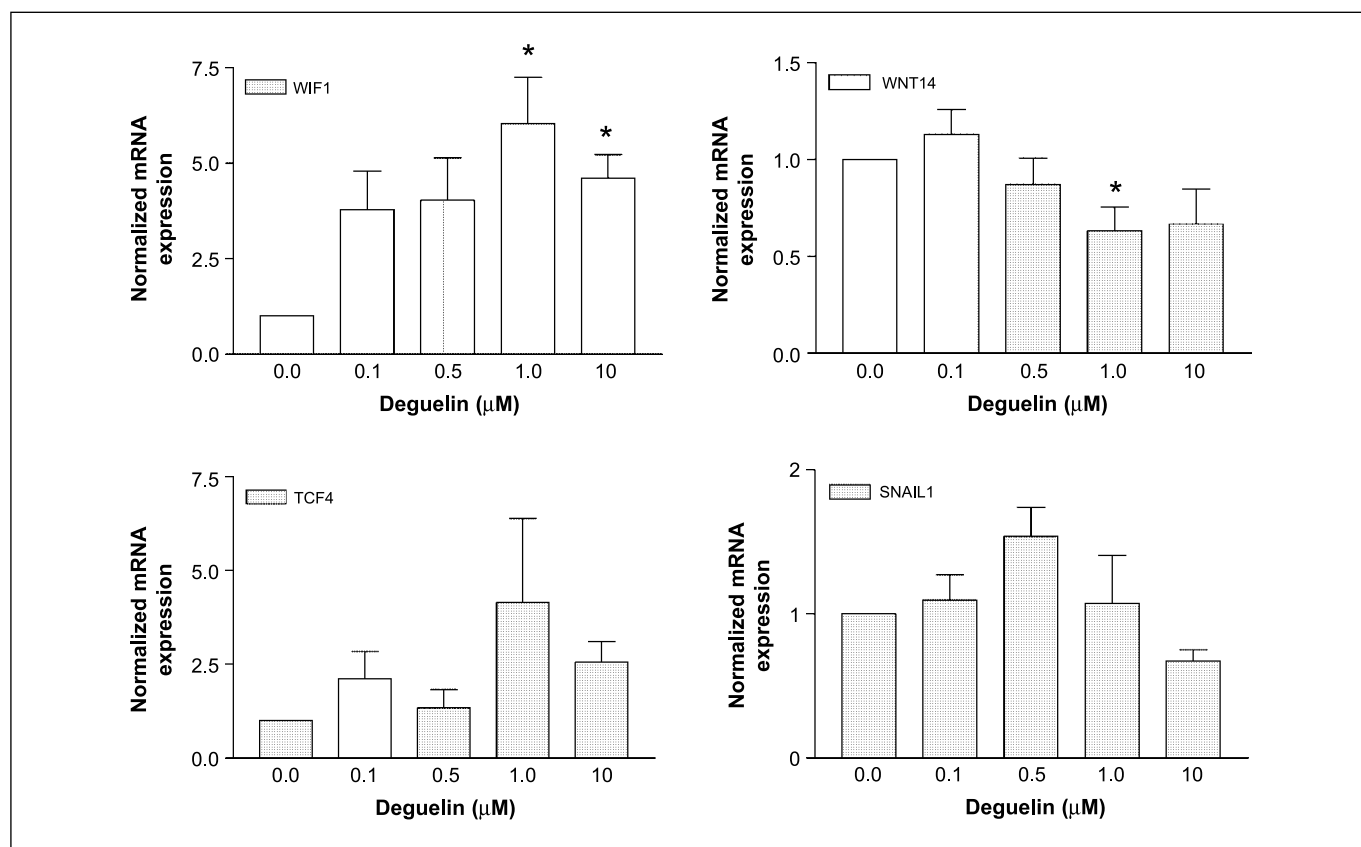 Normalized mRNA
expression
7.5
5.0
2.5
0.0
WIF1
*
*
0.0 0.1 0.5 1.0 10
Deguelin (μM)
Normalized mRNA
expression
1.5
1.0
0.5
0.0
WNT14
*
0.0 0.1 0.5 1.0 10
Deguelin (μM)
Normalized mRNA
expression
7.5
5.0
2.5
0.0
TCF4
0.0 0.1 0.5 1.0 10
Deguelin (μM)
Normalized mRNA
expression
2
1
0
SNAIL1
0.0 0.1 0.5 1.0 10
Deguelin (μM)